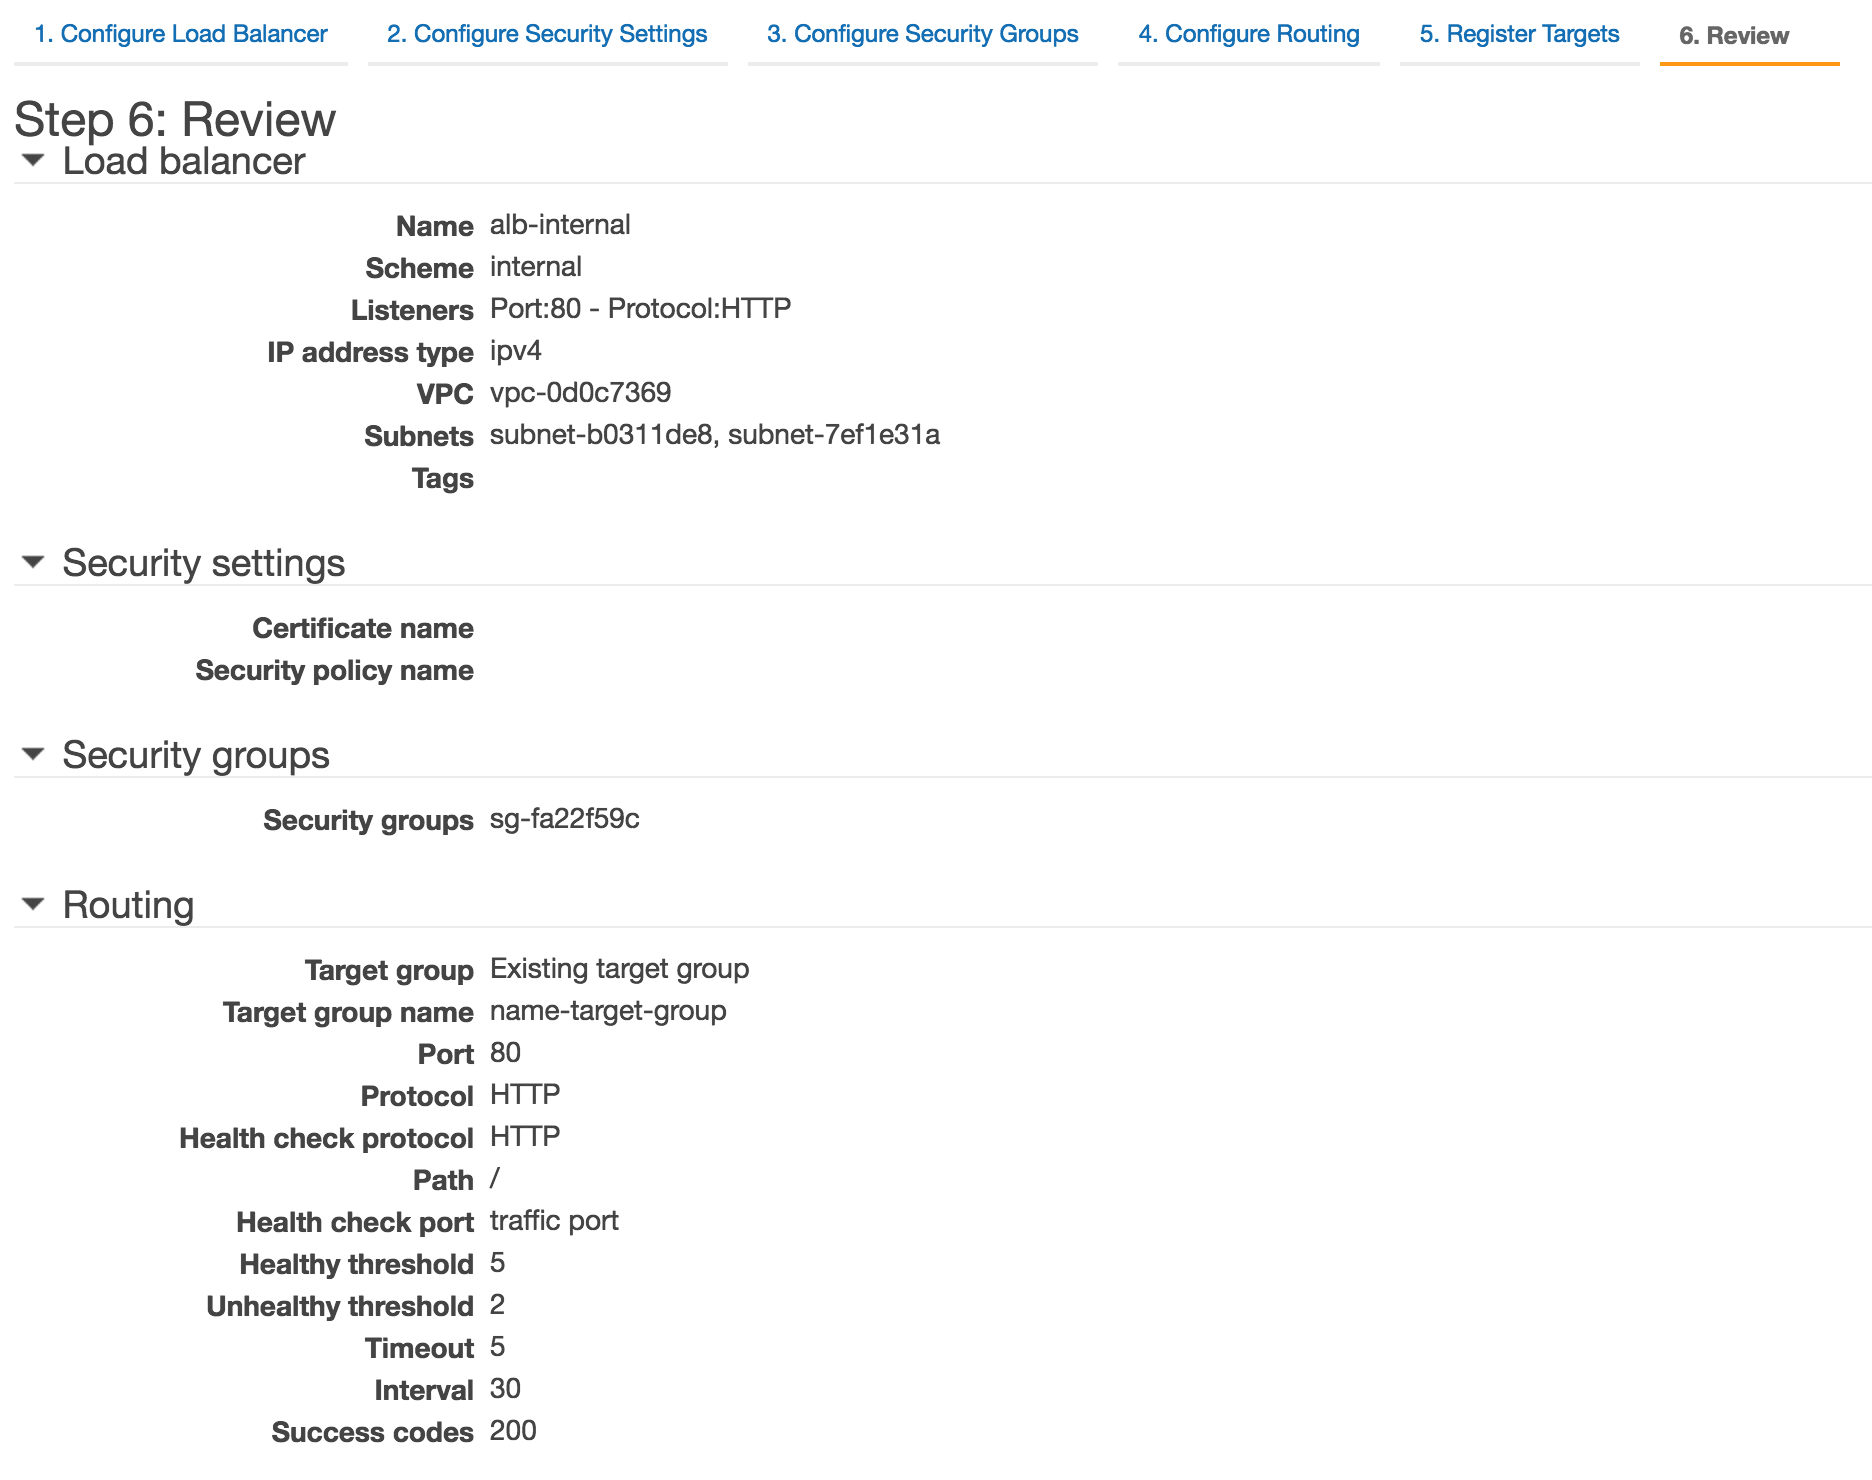 1. Configure Load Balancer 2. Configure Security Settings 3. Configure Security Groups 4. Configure Routing 5. Register Targets 6. Review
Step 6: Review
Load balancer
Name alb-internal
Scheme internal
Listeners Port:80 - Protocol:HTTP
IP address type ipv4
VPC vpc-0d0c7369
Subnets subnet-b0311de8, subnet-7ef1e31a
Tags
Security settings
Certificate name
Security policy name
Security groups
Security groups sg-fa22f59c
Routing
Target group Existing target group
Target group name name-target-group
Port 80
Protocol HTTP
Health check protocol HTTP
Path /
Health check port traffic port
Healthy threshold 5
Unhealthy threshold 2
Timeout 5
Interval 30
Success codes 200